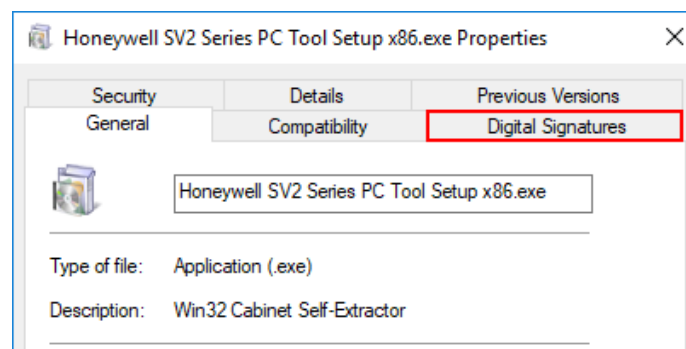 Honeywell SV2 Series PC Tool Setup x86.exe Properties
Security Details Previous Versions
General Compatibility Digital Signatures
Honeywell SV2 Series PC Tool Setup x86.exe
Type of file: Application (.exe)
Description: Win32 Cabinet Self-Extractor